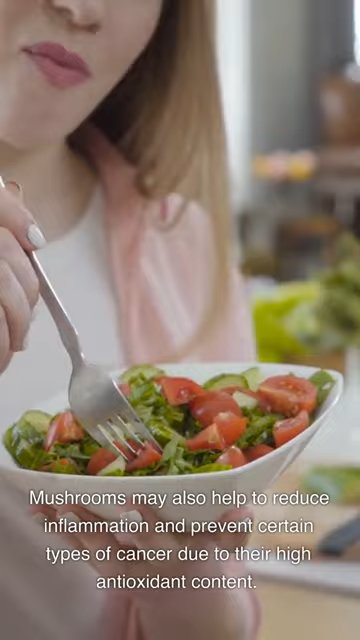 Mushrooms may also help to reduce
inflammation and prevent certain
types of cancer due to their high
antioxidant content.